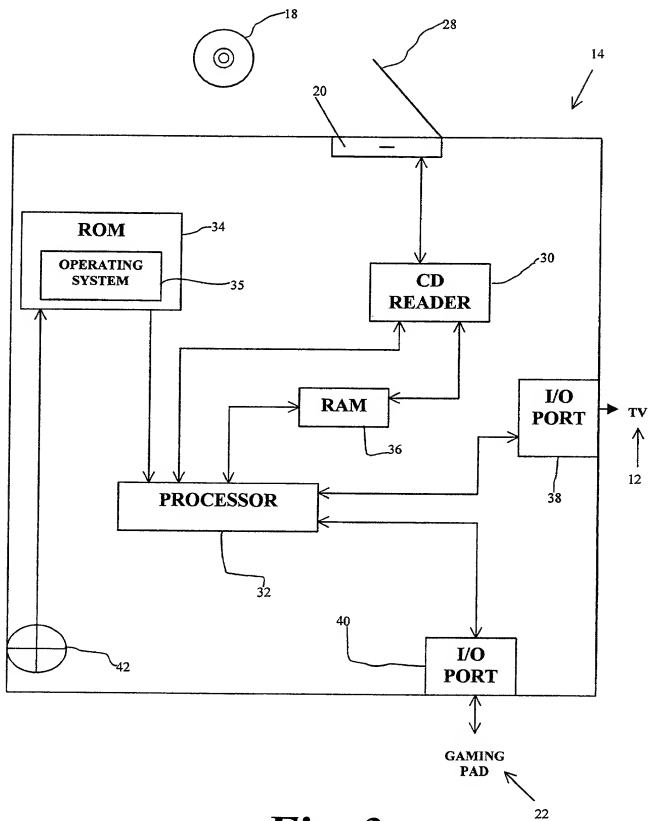 18
28
14
20
ROM
34
OPERATING
SYSTEM
35
30
CD
READER
I/O
PORT
TV
RAM
36
12
38
PROCESSOR
32
40
I/O
PORT
42
GAMING
PAD
22